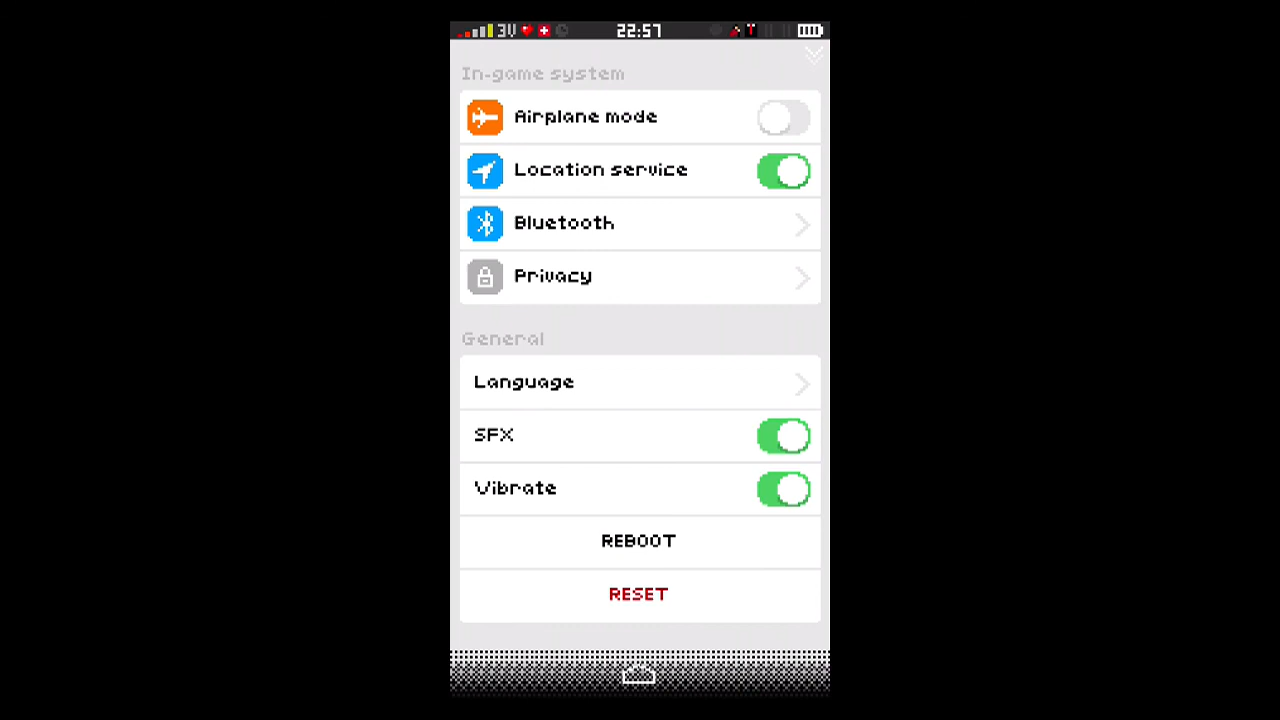 3V 22:57
In-game system
Airplane mode
Location service
Bluetooth
Privacy
General
Language
SFX
Vibrate
REBOOT
RESET